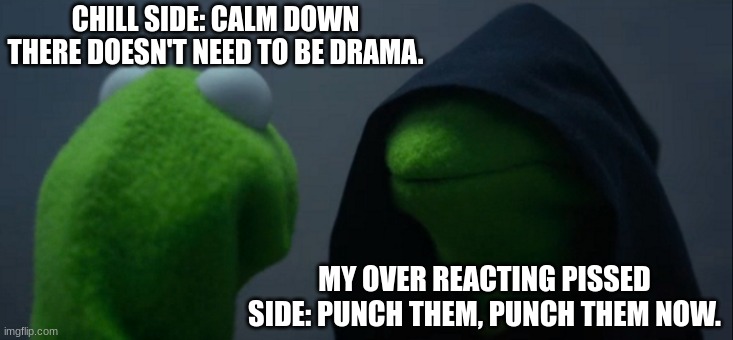 CHILL SIDE: CALM DOWN
THERE DOESN'T NEED TO BE DRAMA.
MY OVER REACTING PISSED
SIDE: PUNCH THEM, PUNCH THEM NOW.
imgflip.com